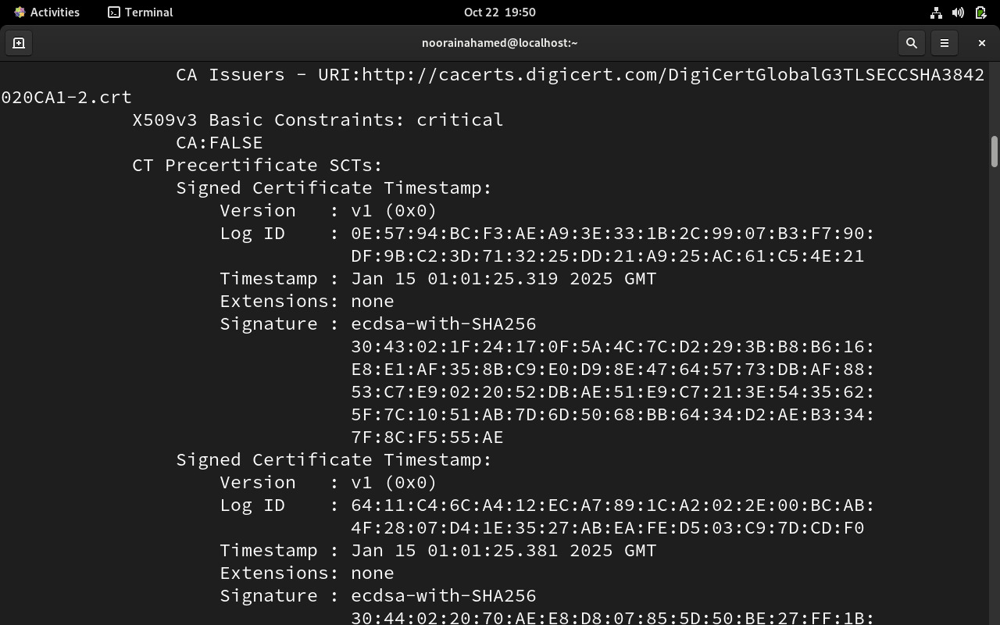 Activities Terminal Oct 22 19:50
noorainahamed@localhost:~
CA Issuers - URI:http://cacerts.digicert.com/DigiCertGlobalG3TLSECCSHA3842
020CA1-2.crt
X509v3 Basic Constraints: critical
CA:FALSE
CT Precertificate SCTs:
Signed Certificate Timestamp:
Version   : v1 (0x0)
Log ID    : 0E:57:94:BC:F3:AE:A9:3E:33:1B:2C:99:07:B3:F7:90:
DF:9B:C2:3D:71:32:25:DD:21:A9:25:AC:61:C5:4E:21
Timestamp : Jan 15 01:01:25.319 2025 GMT
Extensions: none
Signature : ecdsa-with-SHA256
30:43:02:1F:24:17:0F:5A:4C:7C:D2:29:3B:B8:B6:16:
E8:E1:AF:35:8B:C9:E0:D9:8E:47:64:57:73:DB:AF:88:
53:C7:E9:02:20:52:DB:AE:51:E9:C7:21:3E:54:35:62:
5F:7C:10:51:AB:7D:6D:50:68:BB:64:34:D2:AE:B3:34:
7F:8C:F5:55:AE
Signed Certificate Timestamp:
Version   : v1 (0x0)
Log ID    : 64:11:C4:6C:A4:12:EC:A7:89:1C:A2:02:2E:00:BC:AB:
4F:28:07:D4:1E:35:27:AB:EA:FE:D5:03:C9:7D:CD:F0
Timestamp : Jan 15 01:01:25.381 2025 GMT
Extensions: none
Signature : ecdsa-with-SHA256
30:44:02:20:70:AE:E8:D8:07:85:5D:50:BE:27:FF:1B: